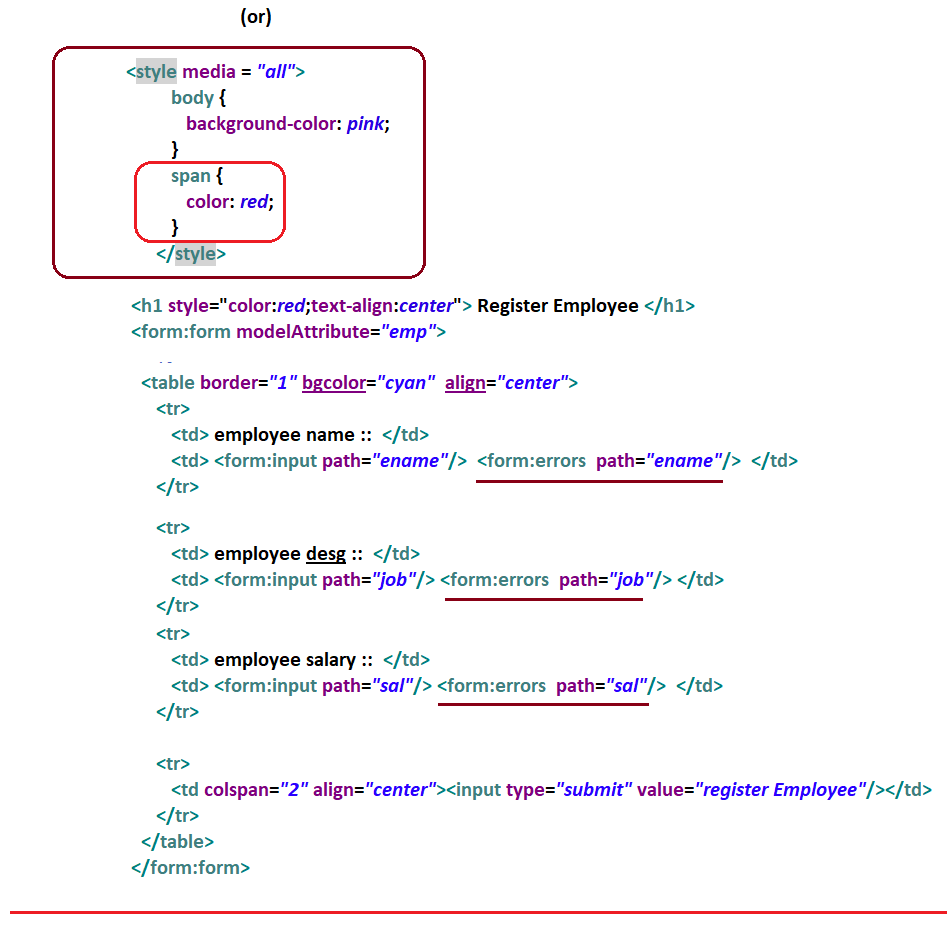 (or)
<style media = "all">
body {
background-color: pink;
}
span {
color: red;
}
</style>
<h1 style="color:red;text-align:center"> Register Employee </h1>
<form:form modelAttribute="emp">
<table border="1" bgcolor="cyan" align="center">
<tr>
<td> employee name :: </td>
<td> <form:input path="ename"/> <form:errors path="ename"/> </td>
</tr>
<tr>
<td> employee desg :: </td>
<td> <form:input path="job"/> <form:errors path="job"/> </td>
</tr>
<tr>
<td> employee salary :: </td>
<td> <form:input path="sal"/> <form:errors path="sal"/> </td>
</tr>
<tr>
<td colspan="2" align="center"><input type="submit" value="register Employee"/></td>
</tr>
</table>
</form:form>